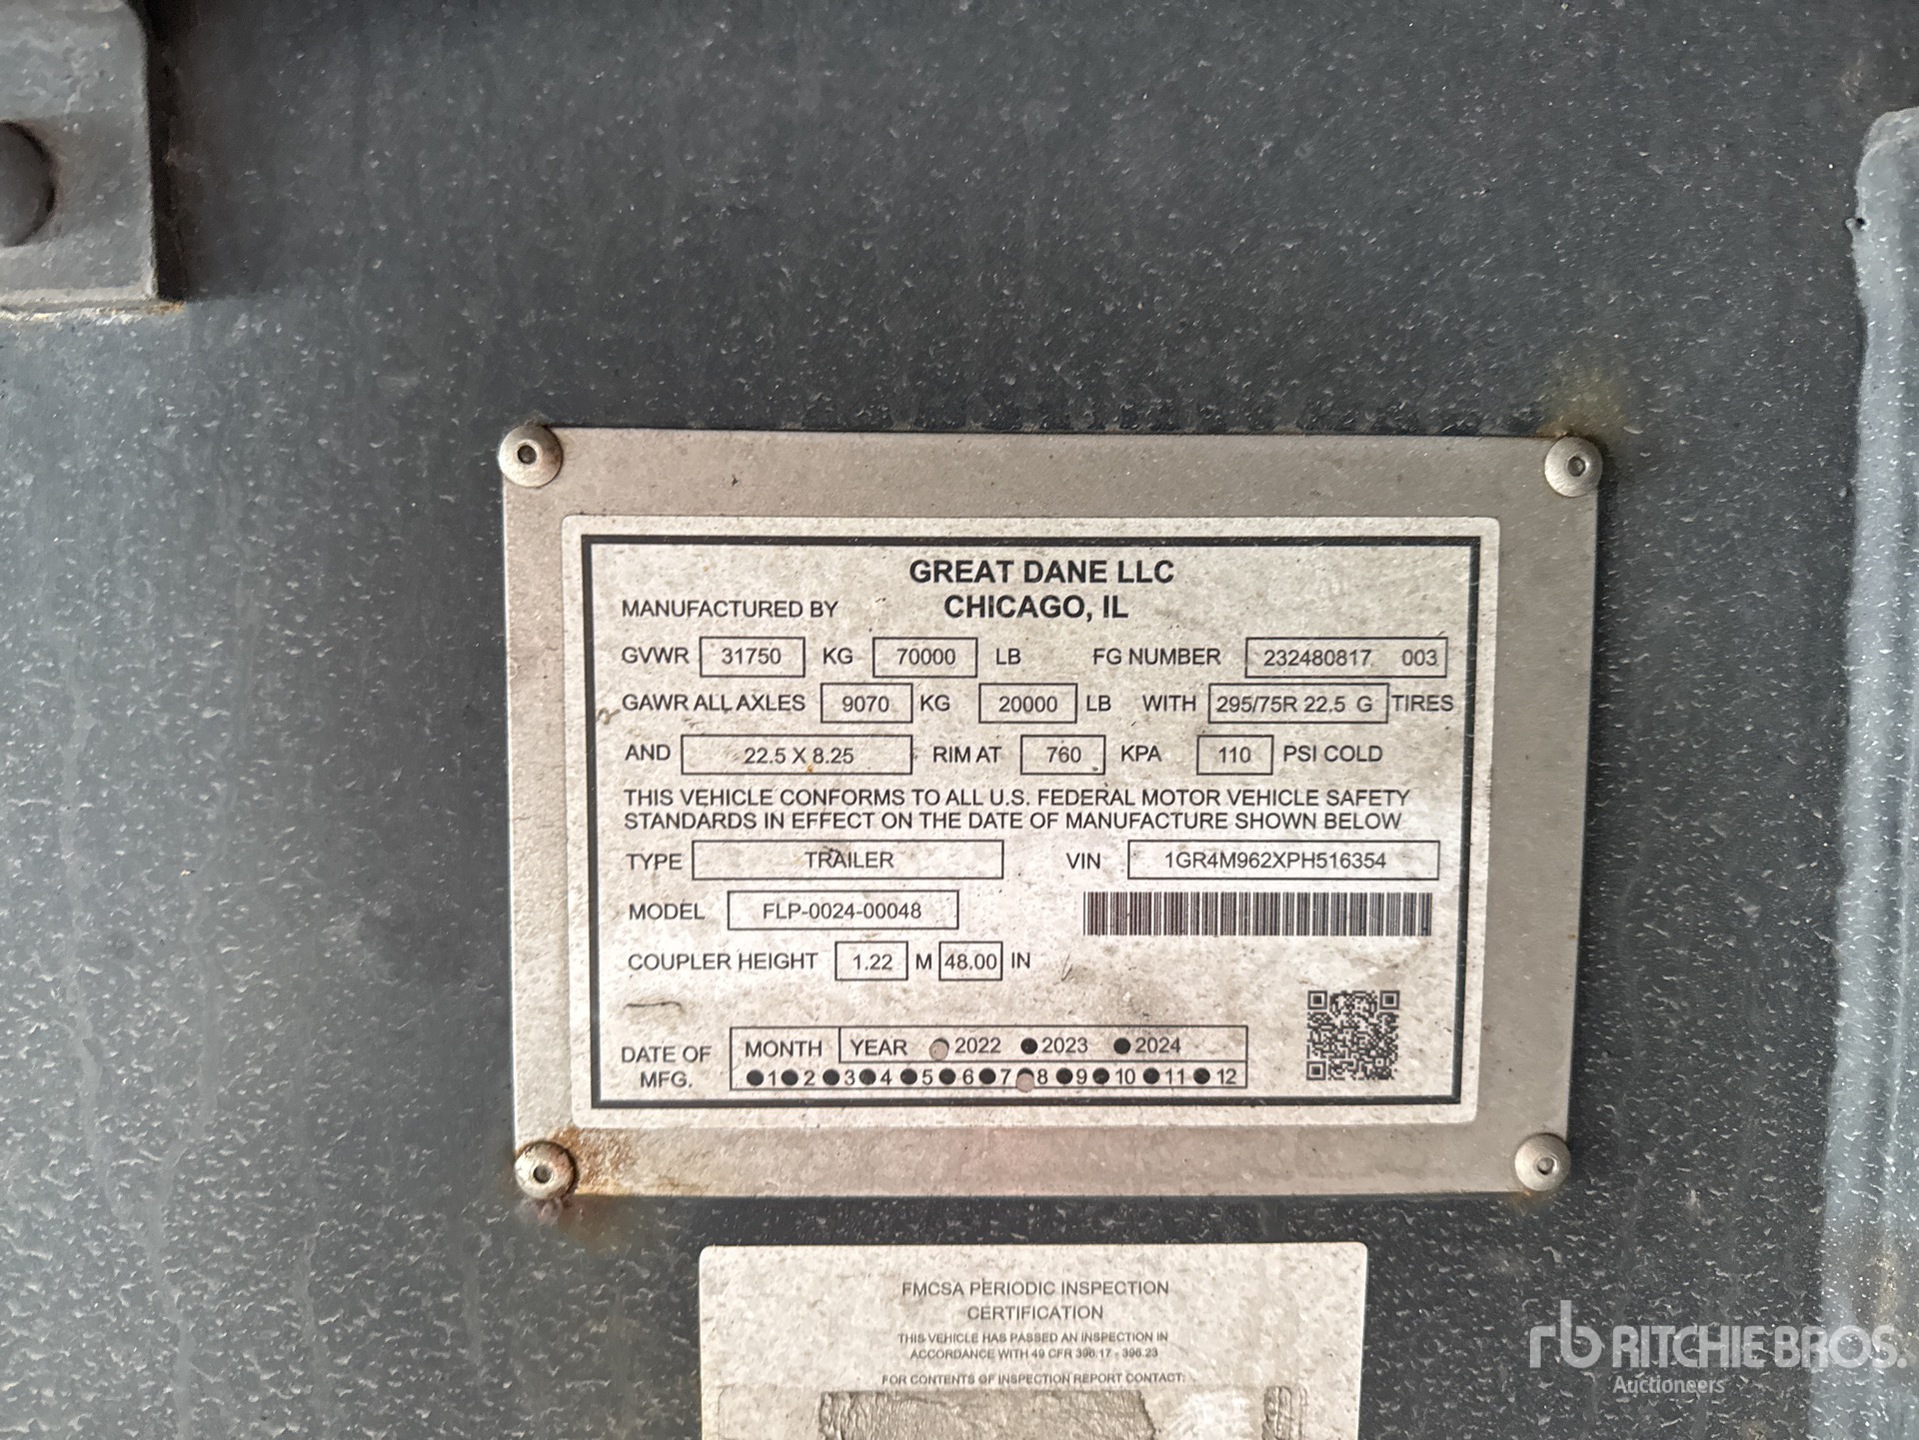 GREAT DANE LLC
MANUFACTURED BY CHICAGO, IL
GVWR 31750 KG 70000 LB FG NUMBER 232480817 003
GAWR ALL AXLES 9070 KG 20000 LB WITH 295/75R 22.5 G TIRES
AND 22.5 X 8.25 RIM AT 760 KPA 110 PSI COLD
THIS VEHICLE CONFORMS TO ALL U.S. FEDERAL MOTOR VEHICLE SAFETY
STANDARDS IN EFFECT ON THE DATE OF MANUFACTURE SHOWN BELOW
TYPE TRAILER VIN 1GR4M962XPH516354
MODEL FLP-0024-00048
COUPLER HEIGHT 1.22 M 48.00 IN
DATE OF MFG. MONTH YEAR 2022 2023 2024
1 2 3 4 5 6 7 8 9 10 11 12
FMCSA PERIODIC INSPECTION
CERTIFICATION
THIS VEHICLE HAS PASSED AN INSPECTION IN
ACCORDANCE WITH 49 CFR 396.17 - 396.23
FOR CONTENTS OF INSPECTION REPORT CONTACT:
rb RITCHIE BROS.
Auctioneers